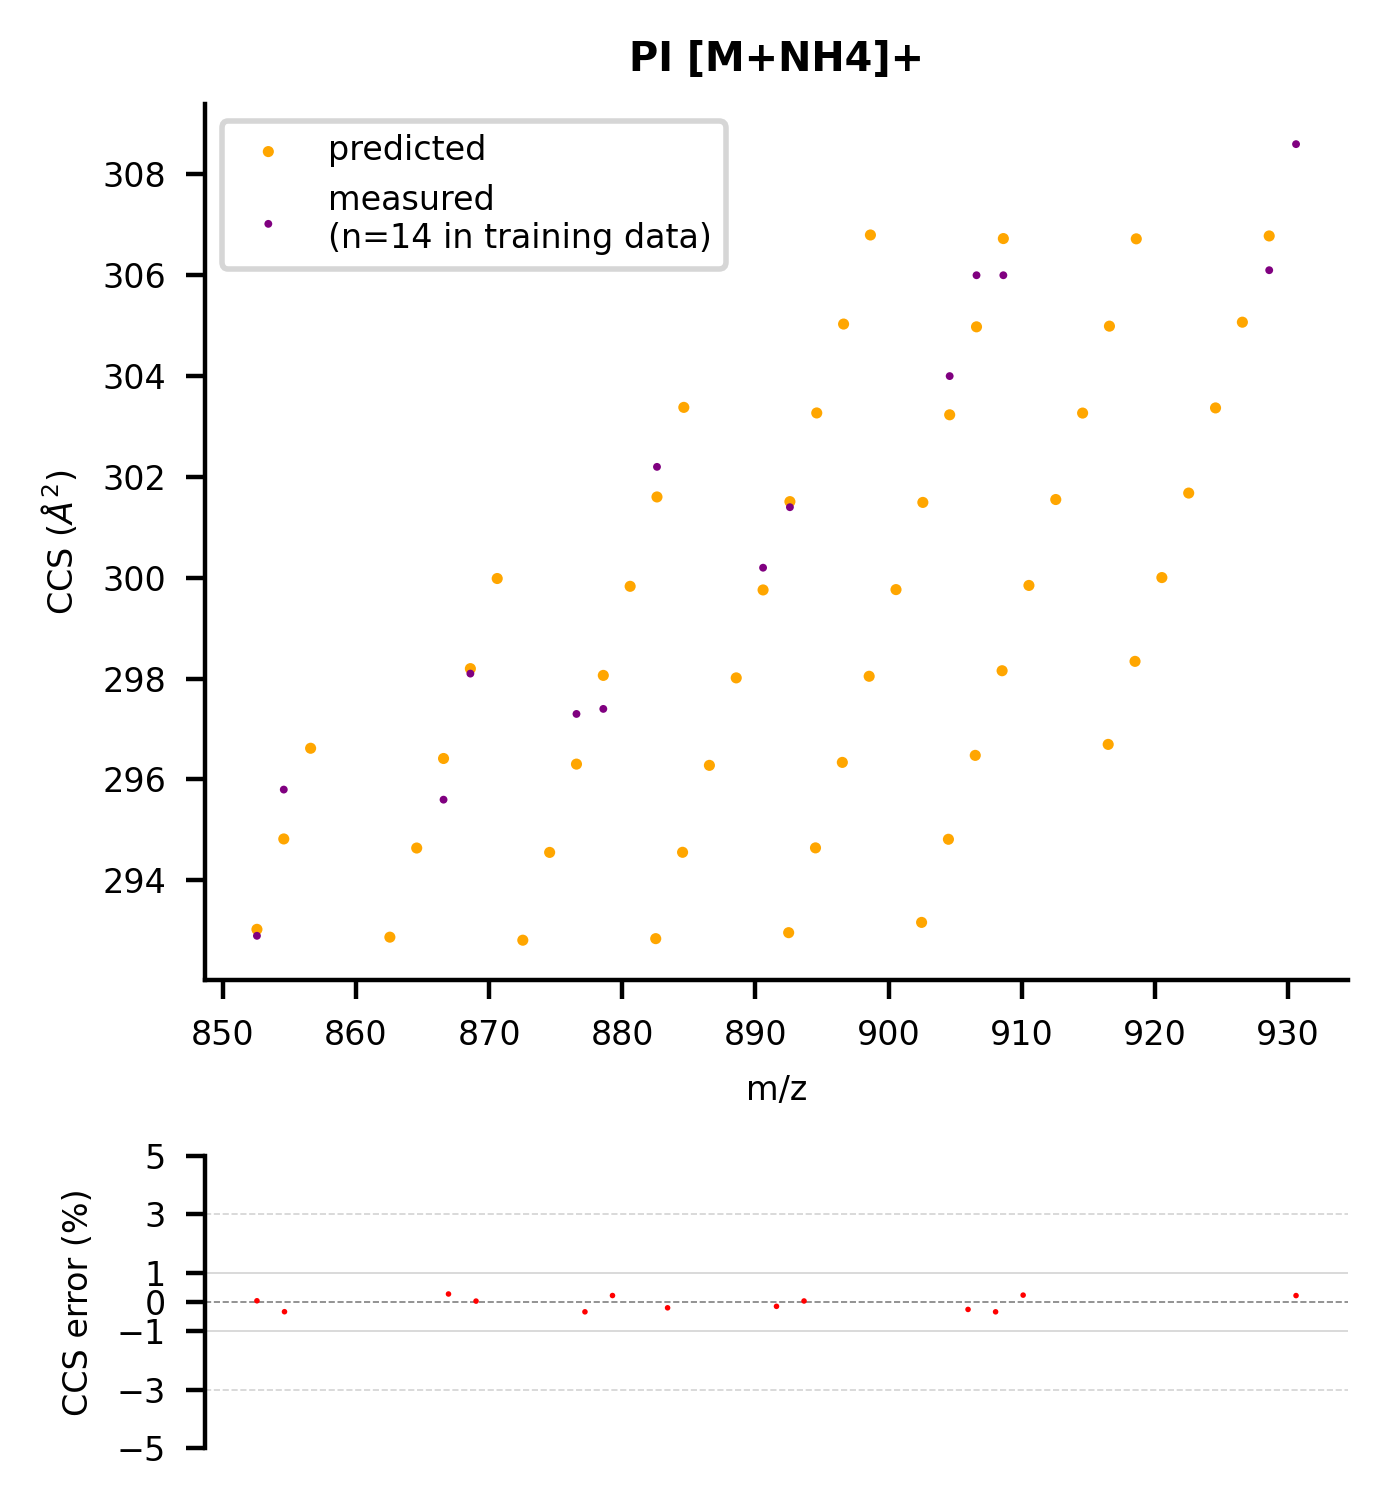 PI [M+NH4]+
predicted
measured
(n=14 in training data)
308
306
304
302
300
298
296
294
CCS (Å²)
850 860 870 880 890 900 910 920 930
m/z
5
3
1
0
−1
−3
−5
CCS error (%)